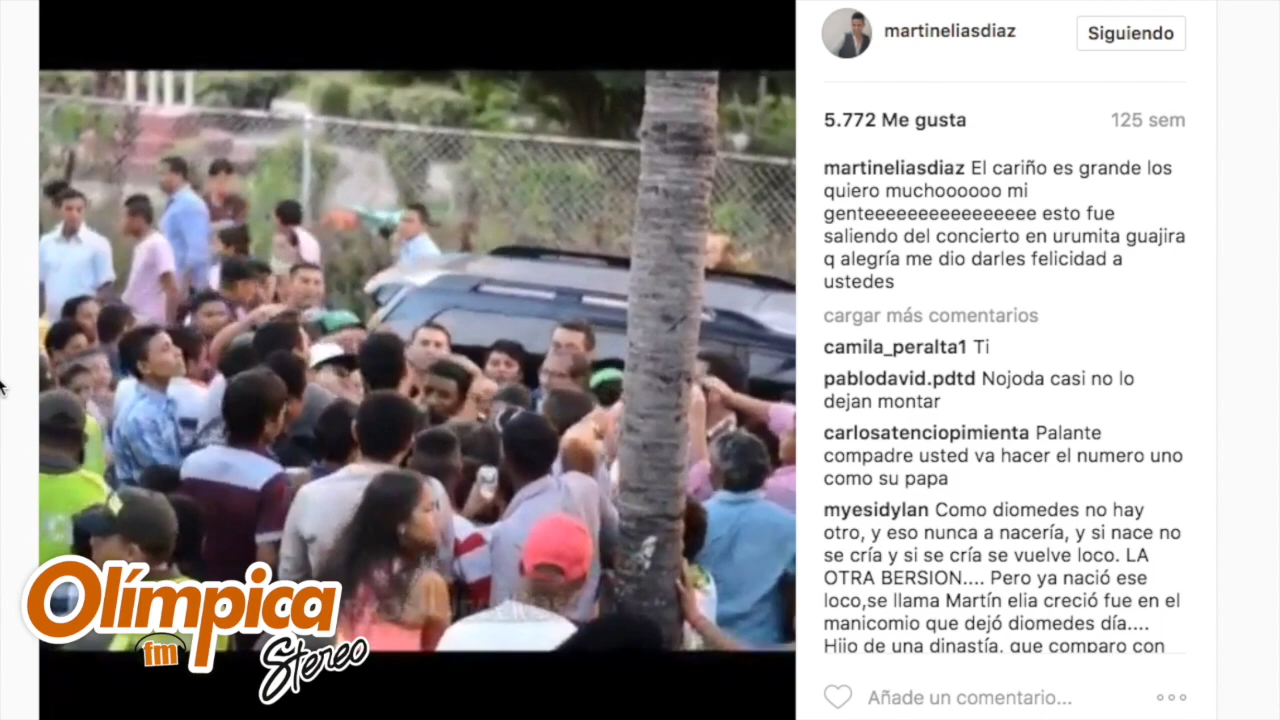 martineliasdiaz
Siguiendo
5.772 Me gusta
125 sem
martineliasdiaz El cariño es grande los
quiero muchoooooo mi
genteeeeeeeeeeeeeeee esto fue
saliendo del concierto en urumita guajira
q alegría me dio darles felicidad a
ustedes
cargar más comentarios
camila_peralta1 Ti
pablodavid.pdtd Nojoda casi no lo
dejan montar
carlosatenciopimienta Palante
compadre usted va hacer el numero uno
como su papa
myesidylan Como diomedes no hay
otro, y eso nunca a nacería, y si nace no
se cría y si se cría se vuelve loco. LA
OTRA BERSION.... Pero ya nació ese
loco,se llama Martín elia creció fue en el
manicomio que dejó diomedes día....
Hijo de una dinastía, que comparo con
Añade un comentario...
Olímpica
fm
Stereo